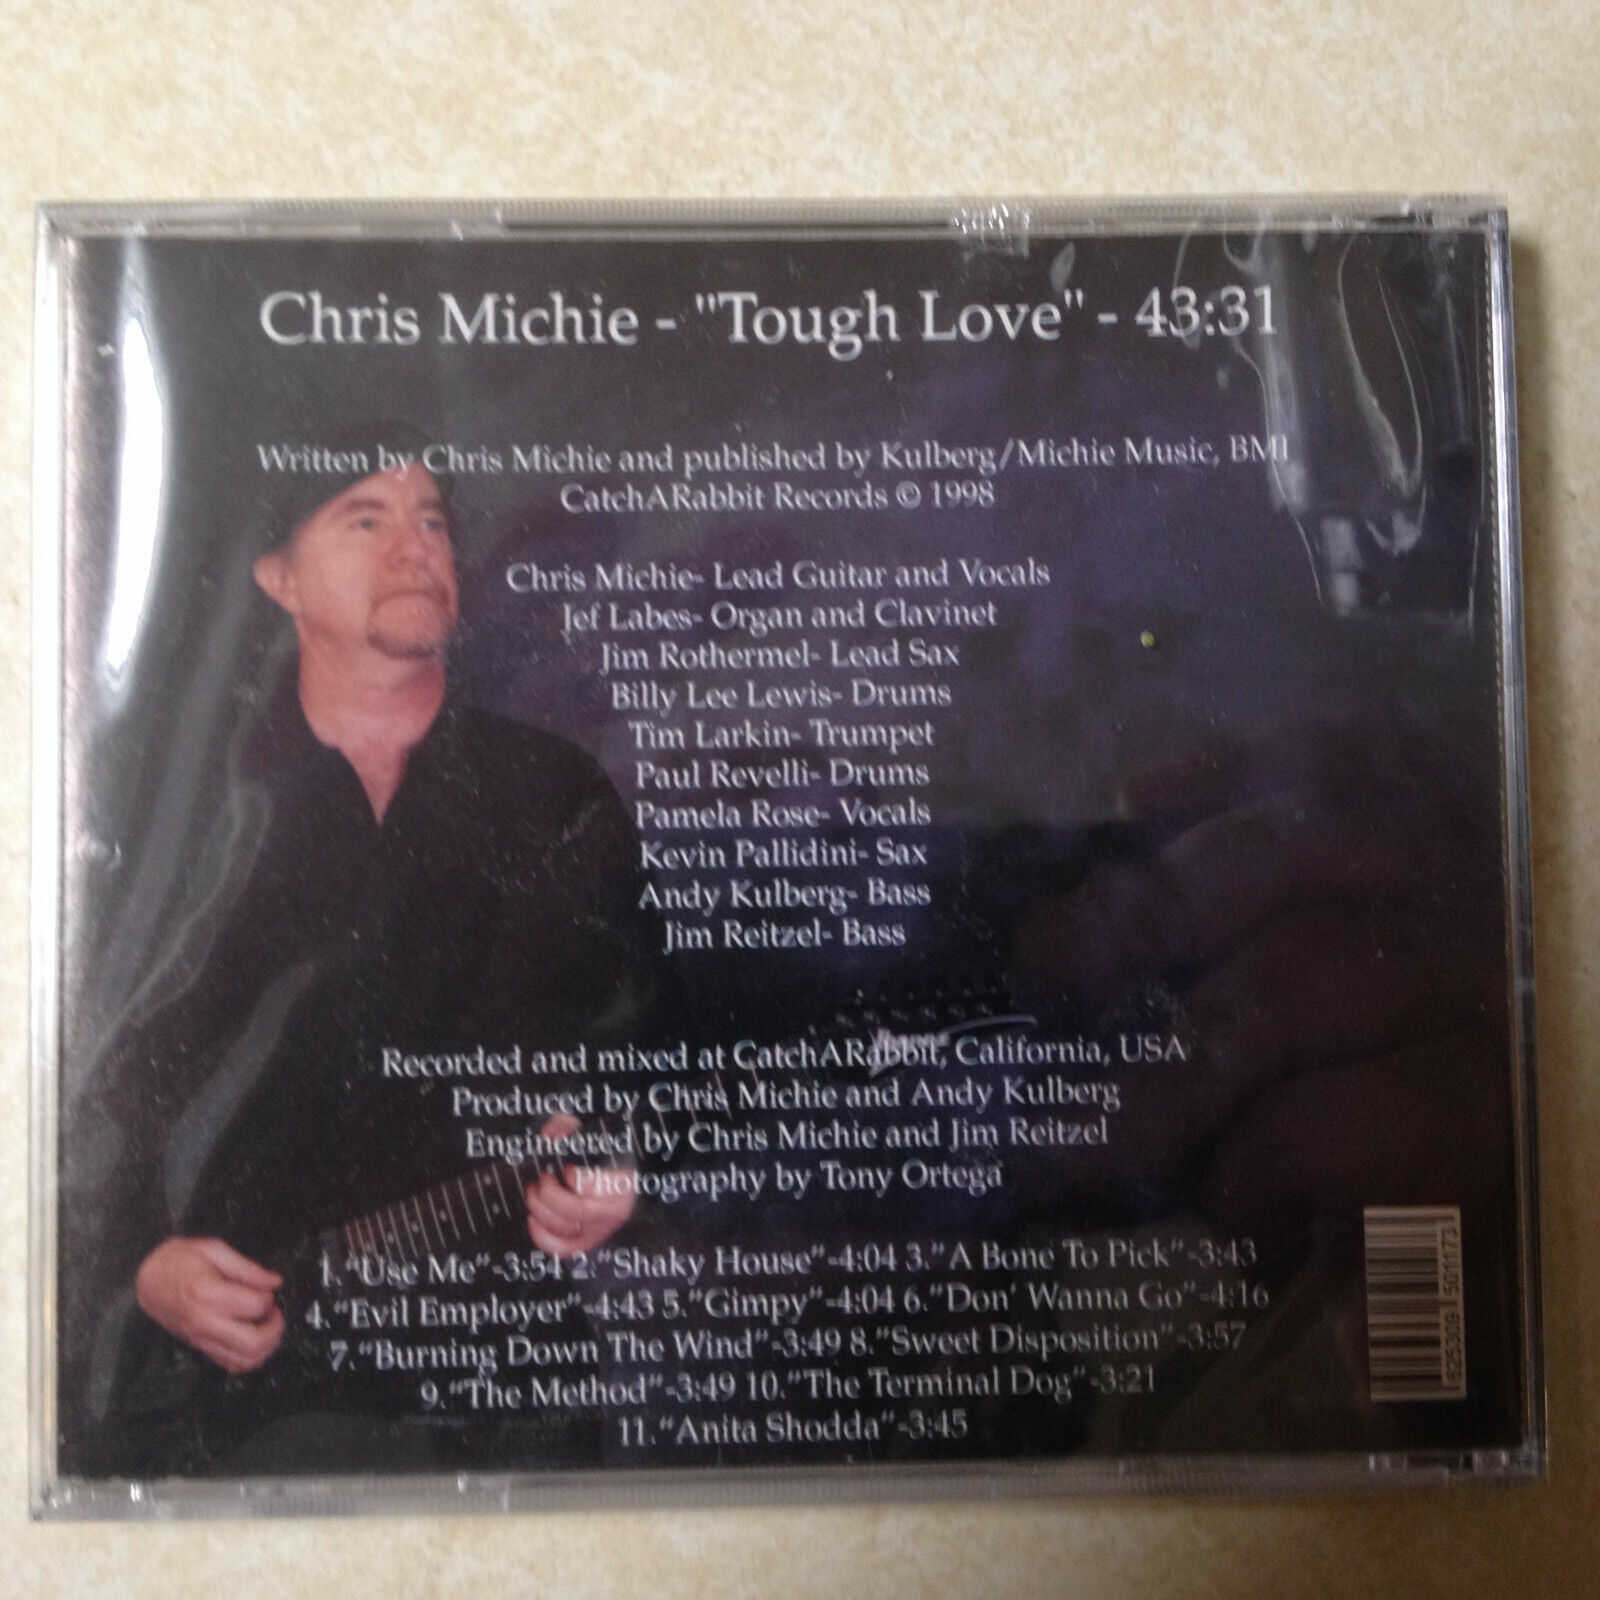 Chris Michie - "Tough Love" - 43:31
Written by Chris Michie and published by Kulberg/Michie Music, BMI
CatchARabbit Records © 1998
Chris Michie- Lead Guitar and Vocals
Jef Labes- Organ and Clavinet
Jim Rothermel- Lead Sax
Billy Lee Lewis- Drums
Tim Larkin- Trumpet
Paul Revelli- Drums
Pamela Rose- Vocals
Kevin Pallidini- Sax
Andy Kulberg- Bass
Jim Reitzel- Bass
Recorded and mixed at CatchARabbit, California, USA
Produced by Chris Michie and Andy Kulberg
Engineered by Chris Michie and Jim Reitzel
Photography by Tony Ortega
1."Use Me"-3:54 2."Shaky House"-4:04 3."A Bone To Pick"-3:43
4."Evil Employer"-4:43 5."Gimpy"-4:04 6."Don' Wanna Go"-4:16
7."Burning Down The Wind"-3:49 8."Sweet Disposition"-3:57
9."The Method"-3:49 10."The Terminal Dog"-3:21
11."Anita Shodda"-3:45